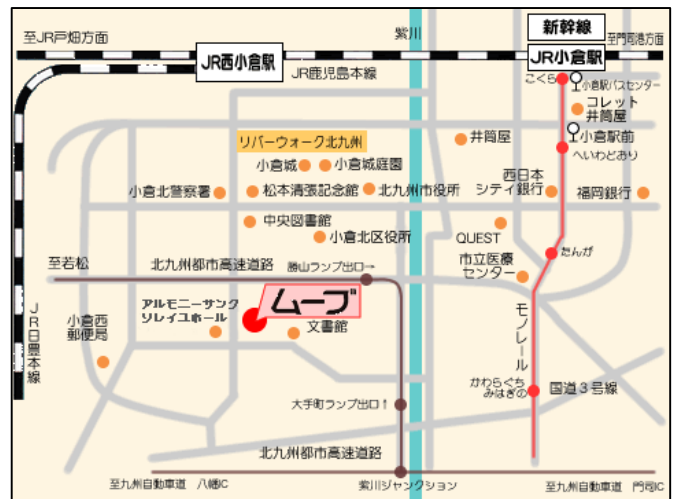 紫川
新幹線
至JR戸畑方面
至門司港方面
JR西小倉駅
JR小倉駅
JR鹿児島本線
こくら
小倉駅バスセンター
コレット
井筒屋
小倉駅前
リバーウォーク北九州
井筒屋
へいわどおり
小倉城
小倉城庭園
西日本
シティ銀行
小倉北警察署
松本清張記念館
北九州市役所
福岡銀行
中央図書館
小倉北区役所
QUEST
たんが
至若松
北九州都市高速道路
勝山ランプ出口→
市立医療
センター
ムーブ
アルモニーサンク
ソレイユホール
文書館
JR日豊本線
小倉西
郵便局
モノレール
かわらぐち
みはぎの
国道3号線
大手町ランプ出口↑
北九州都市高速道路
至九州自動車道 八幡IC
紫川ジャンクション
至九州自動車道 門司IC